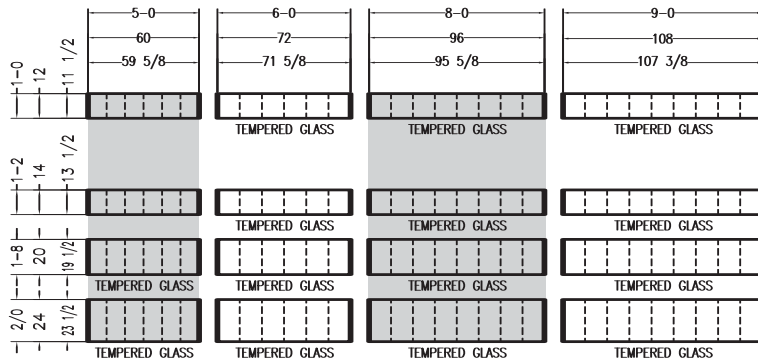 5-0 6-0 8-0 9-0
60 72 96 108
59 5/8 71 5/8 95 5/8 107 3/8
1-0 12 11 1/2
TEMPERED GLASS TEMPERED GLASS TEMPERED GLASS
1-2 14 13 1/2
TEMPERED GLASS TEMPERED GLASS TEMPERED GLASS
1-8 20 19 1/2
TEMPERED GLASS TEMPERED GLASS TEMPERED GLASS TEMPERED GLASS
2/0 24 23 1/2
TEMPERED GLASS TEMPERED GLASS TEMPERED GLASS TEMPERED GLASS